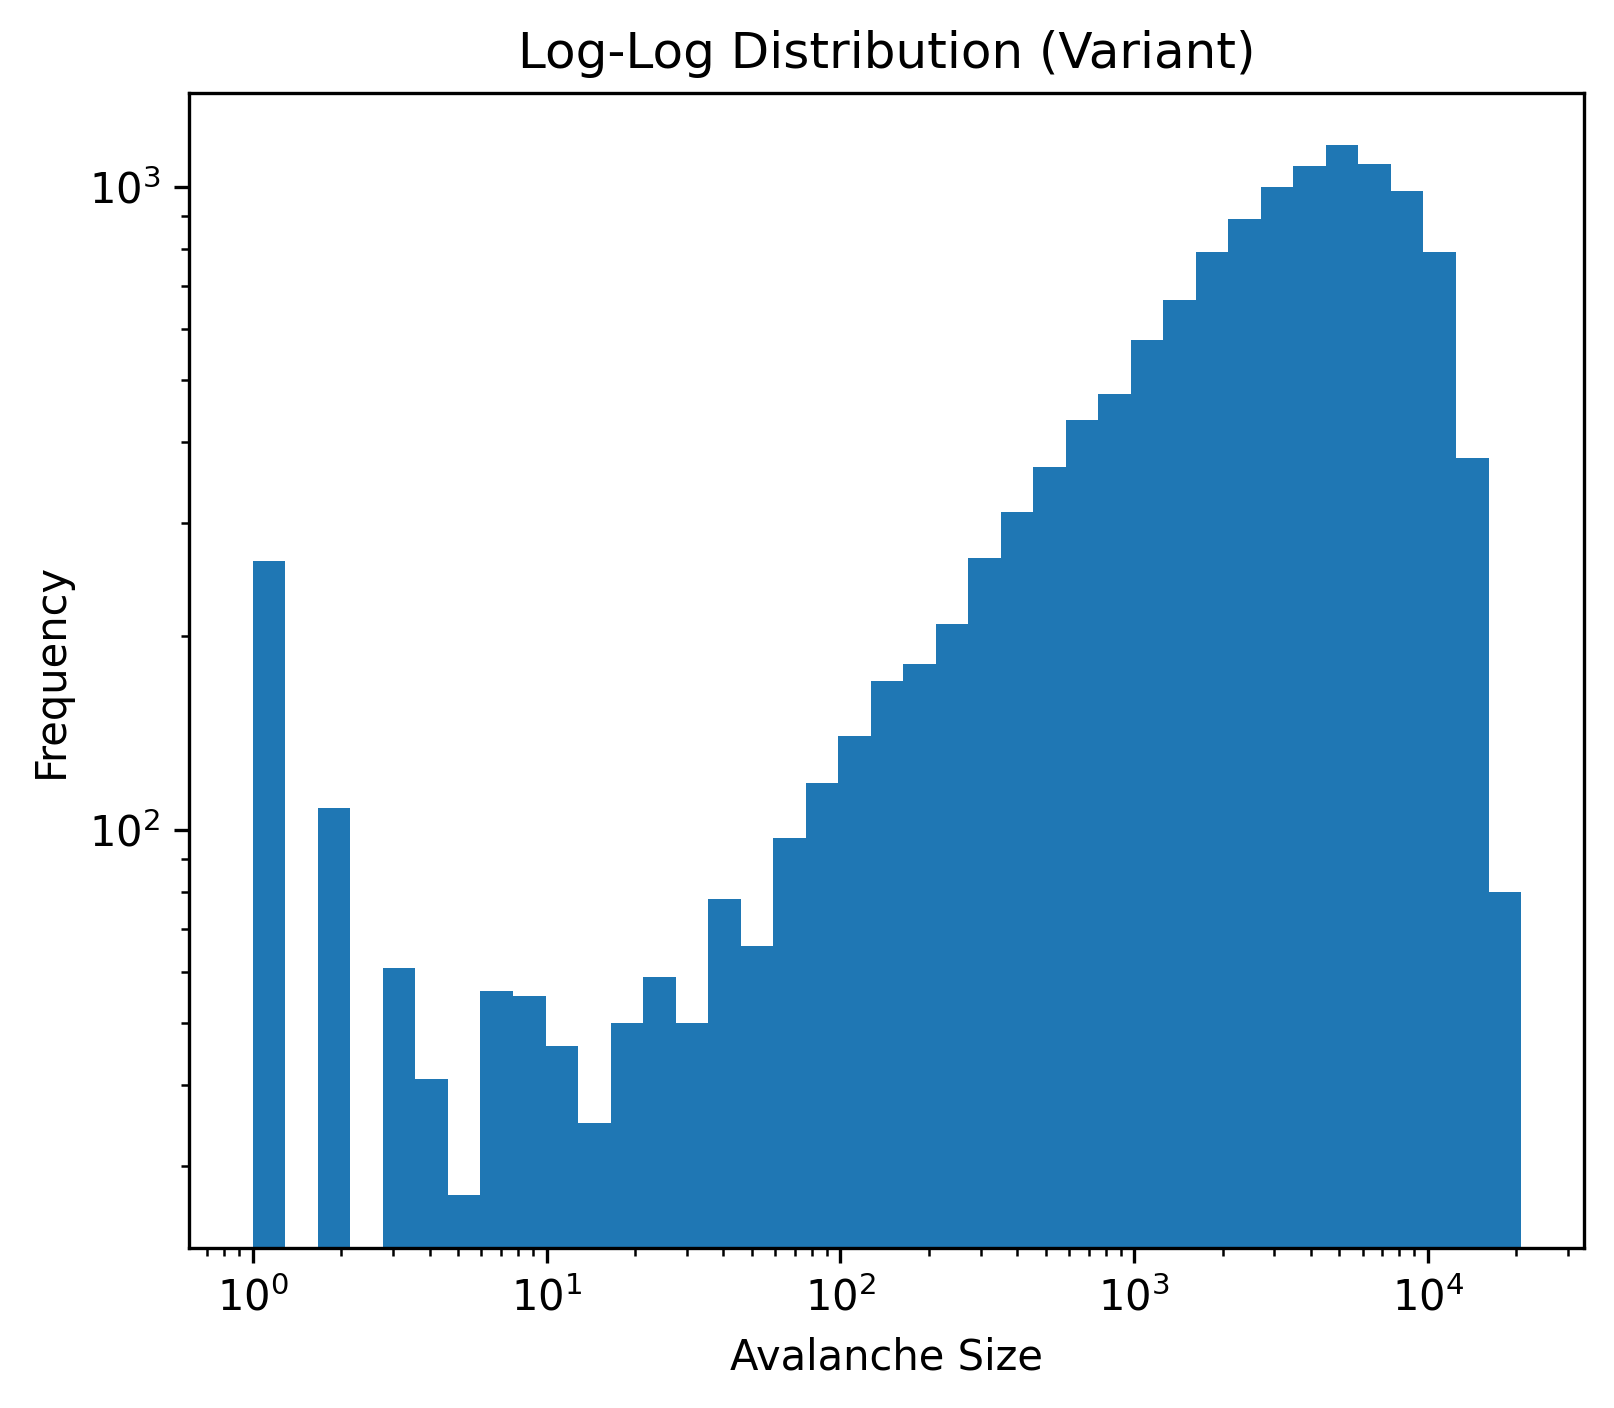 Log-Log Distribution (Variant)
10³
10²
Frequency
10⁰ 10¹ 10² 10³ 10⁴
Avalanche Size